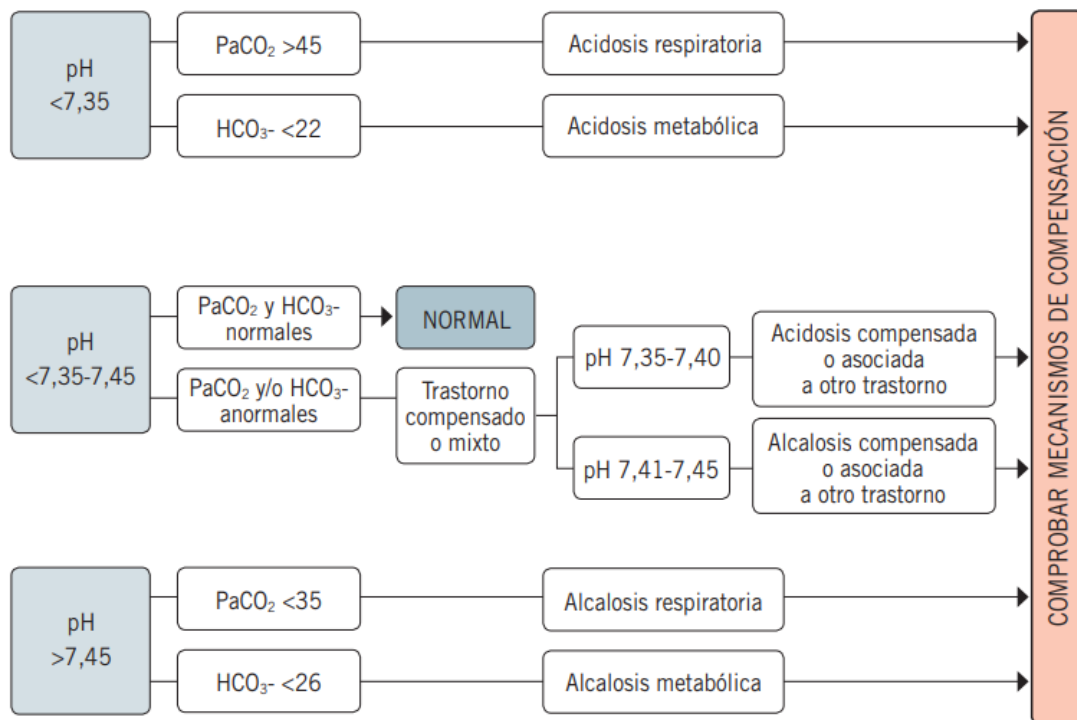 pH
<7,35
PaCO₂ >45
Acidosis respiratoria
HCO₃- <22
Acidosis metabólica
pH
<7,35-7,45
PaCO₂ y HCO₃-
normales
NORMAL
PaCO₂ y/o HCO₃-
anormales
Trastorno
compensado
o mixto
pH 7,35-7,40
Acidosis compensada
o asociada
a otro trastorno
pH 7,41-7,45
Alcalosis compensada
o asociada
a otro trastorno
pH
>7,45
PaCO₂ <35
Alcalosis respiratoria
HCO₃- <26
Alcalosis metabólica
COMPROBAR MECANISMOS DE COMPENSACIÓN